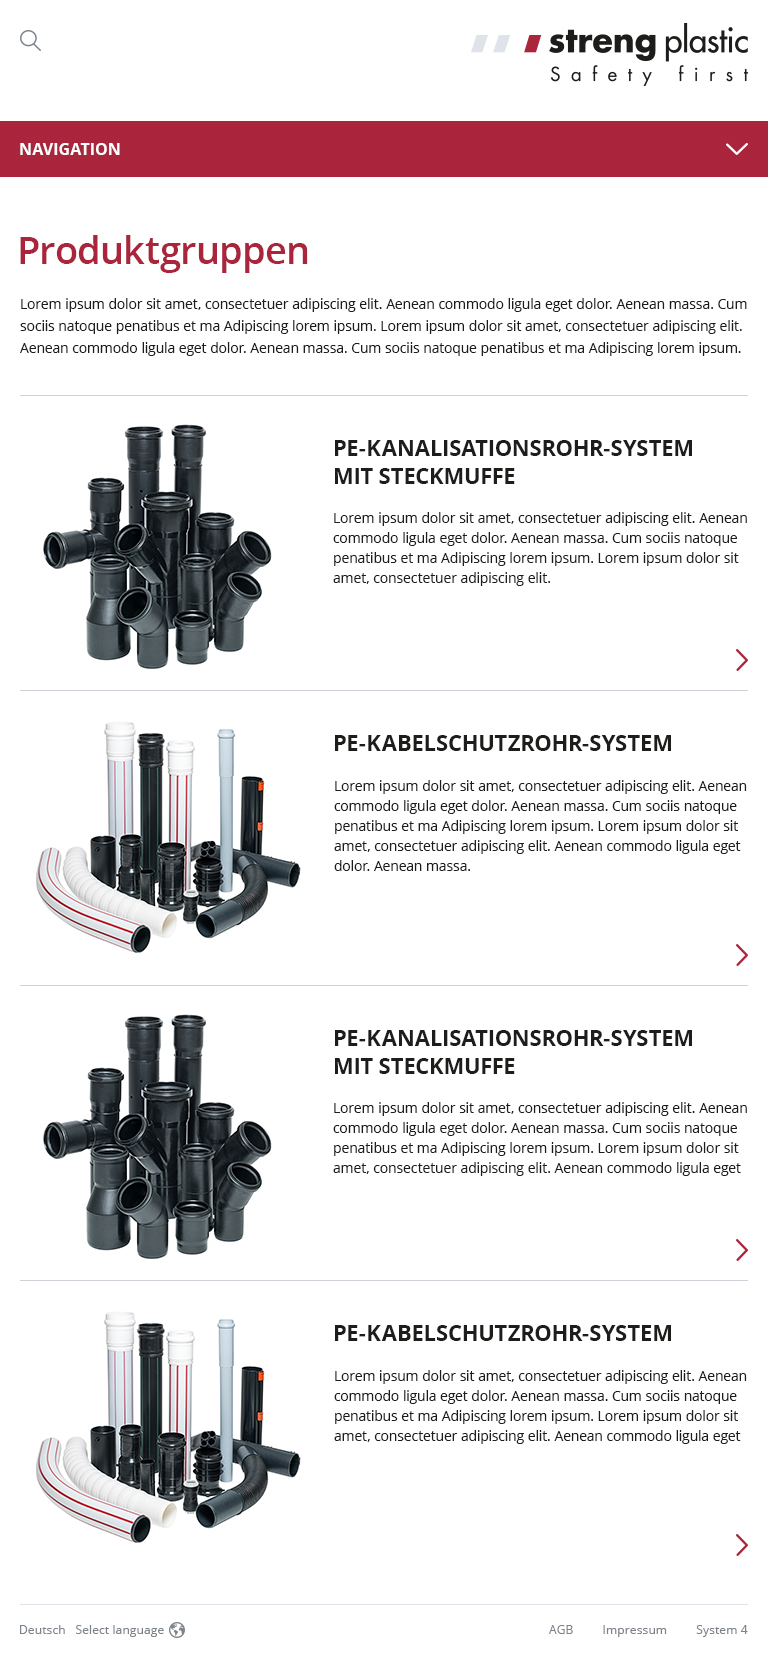 streng plastic
Safety first
NAVIGATION
Produktgruppen
Lorem ipsum dolor sit amet, consectetuer adipiscing elit. Aenean commodo ligula eget dolor. Aenean massa. Cum
sociis natoque penatibus et ma Adipiscing lorem ipsum. Lorem ipsum dolor sit amet, consectetuer adipiscing elit.
Aenean commodo ligula eget dolor. Aenean massa. Cum sociis natoque penatibus et ma Adipiscing lorem ipsum.
PE-KANALISATIONSROHR-SYSTEM
MIT STECKMUFFE
Lorem ipsum dolor sit amet, consectetuer adipiscing elit. Aenean
commodo ligula eget dolor. Aenean massa. Cum sociis natoque
penatibus et ma Adipiscing lorem ipsum. Lorem ipsum dolor sit
amet, consectetuer adipiscing elit.
PE-KABELSCHUTZROHR-SYSTEM
Lorem ipsum dolor sit amet, consectetuer adipiscing elit. Aenean
commodo ligula eget dolor. Aenean massa. Cum sociis natoque
penatibus et ma Adipiscing lorem ipsum. Lorem ipsum dolor sit
amet, consectetuer adipiscing elit. Aenean commodo ligula eget
dolor. Aenean massa.
PE-KANALISATIONSROHR-SYSTEM
MIT STECKMUFFE
Lorem ipsum dolor sit amet, consectetuer adipiscing elit. Aenean
commodo ligula eget dolor. Aenean massa. Cum sociis natoque
penatibus et ma Adipiscing lorem ipsum. Lorem ipsum dolor sit
amet, consectetuer adipiscing elit. Aenean commodo ligula eget
PE-KABELSCHUTZROHR-SYSTEM
Lorem ipsum dolor sit amet, consectetuer adipiscing elit. Aenean
commodo ligula eget dolor. Aenean massa. Cum sociis natoque
penatibus et ma Adipiscing lorem ipsum. Lorem ipsum dolor sit
amet, consectetuer adipiscing elit. Aenean commodo ligula eget
Deutsch Select language AGB Impressum System 4